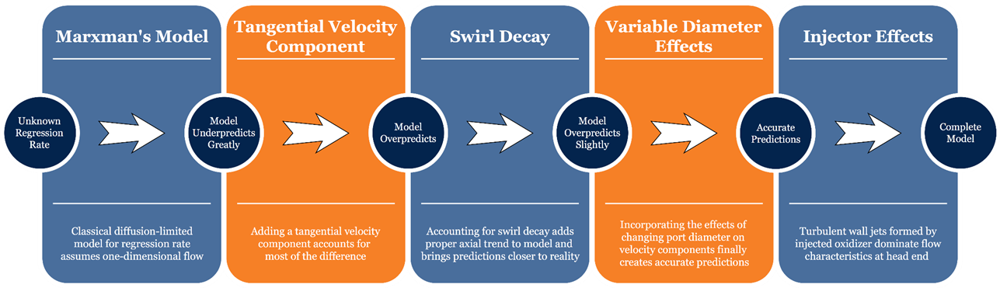 Marxman's Model
Unknown
Regression
Rate
Classical diffusion-limited
model for regression rate
assumes one-dimensional flow
Model
Underpredicts
Greatly
Tangential Velocity
Component
Adding a tangential velocity
component accounts for
most of the difference
Model
Overpredicts
Swirl Decay
Accounting for swirl decay adds
proper axial trend to model and
brings predictions closer to reality
Model
Overpredicts
Slightly
Variable Diameter
Effects
Incorporating the effects of
changing port diameter on
velocity components finally
creates accurate predictions
Accurate
Predictions
Injector Effects
Turbulent wall jets formed by
injected oxidizer dominate flow
characteristics at head end
Complete
Model